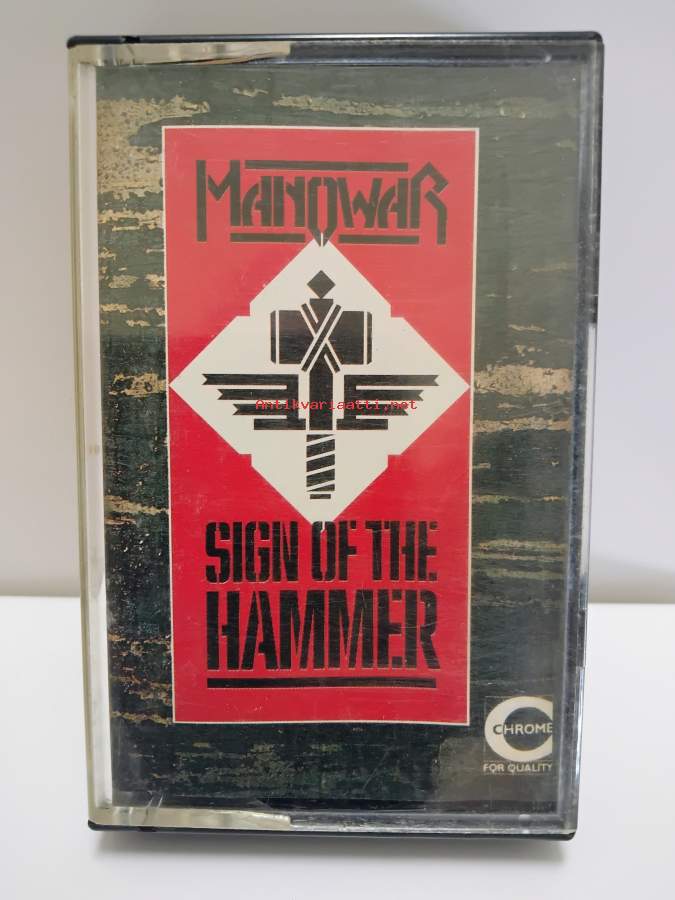 MANOWAR
Antikvariaatti.net
SIGN OF THE
HAMMER
CHROME
FOR QUALITY